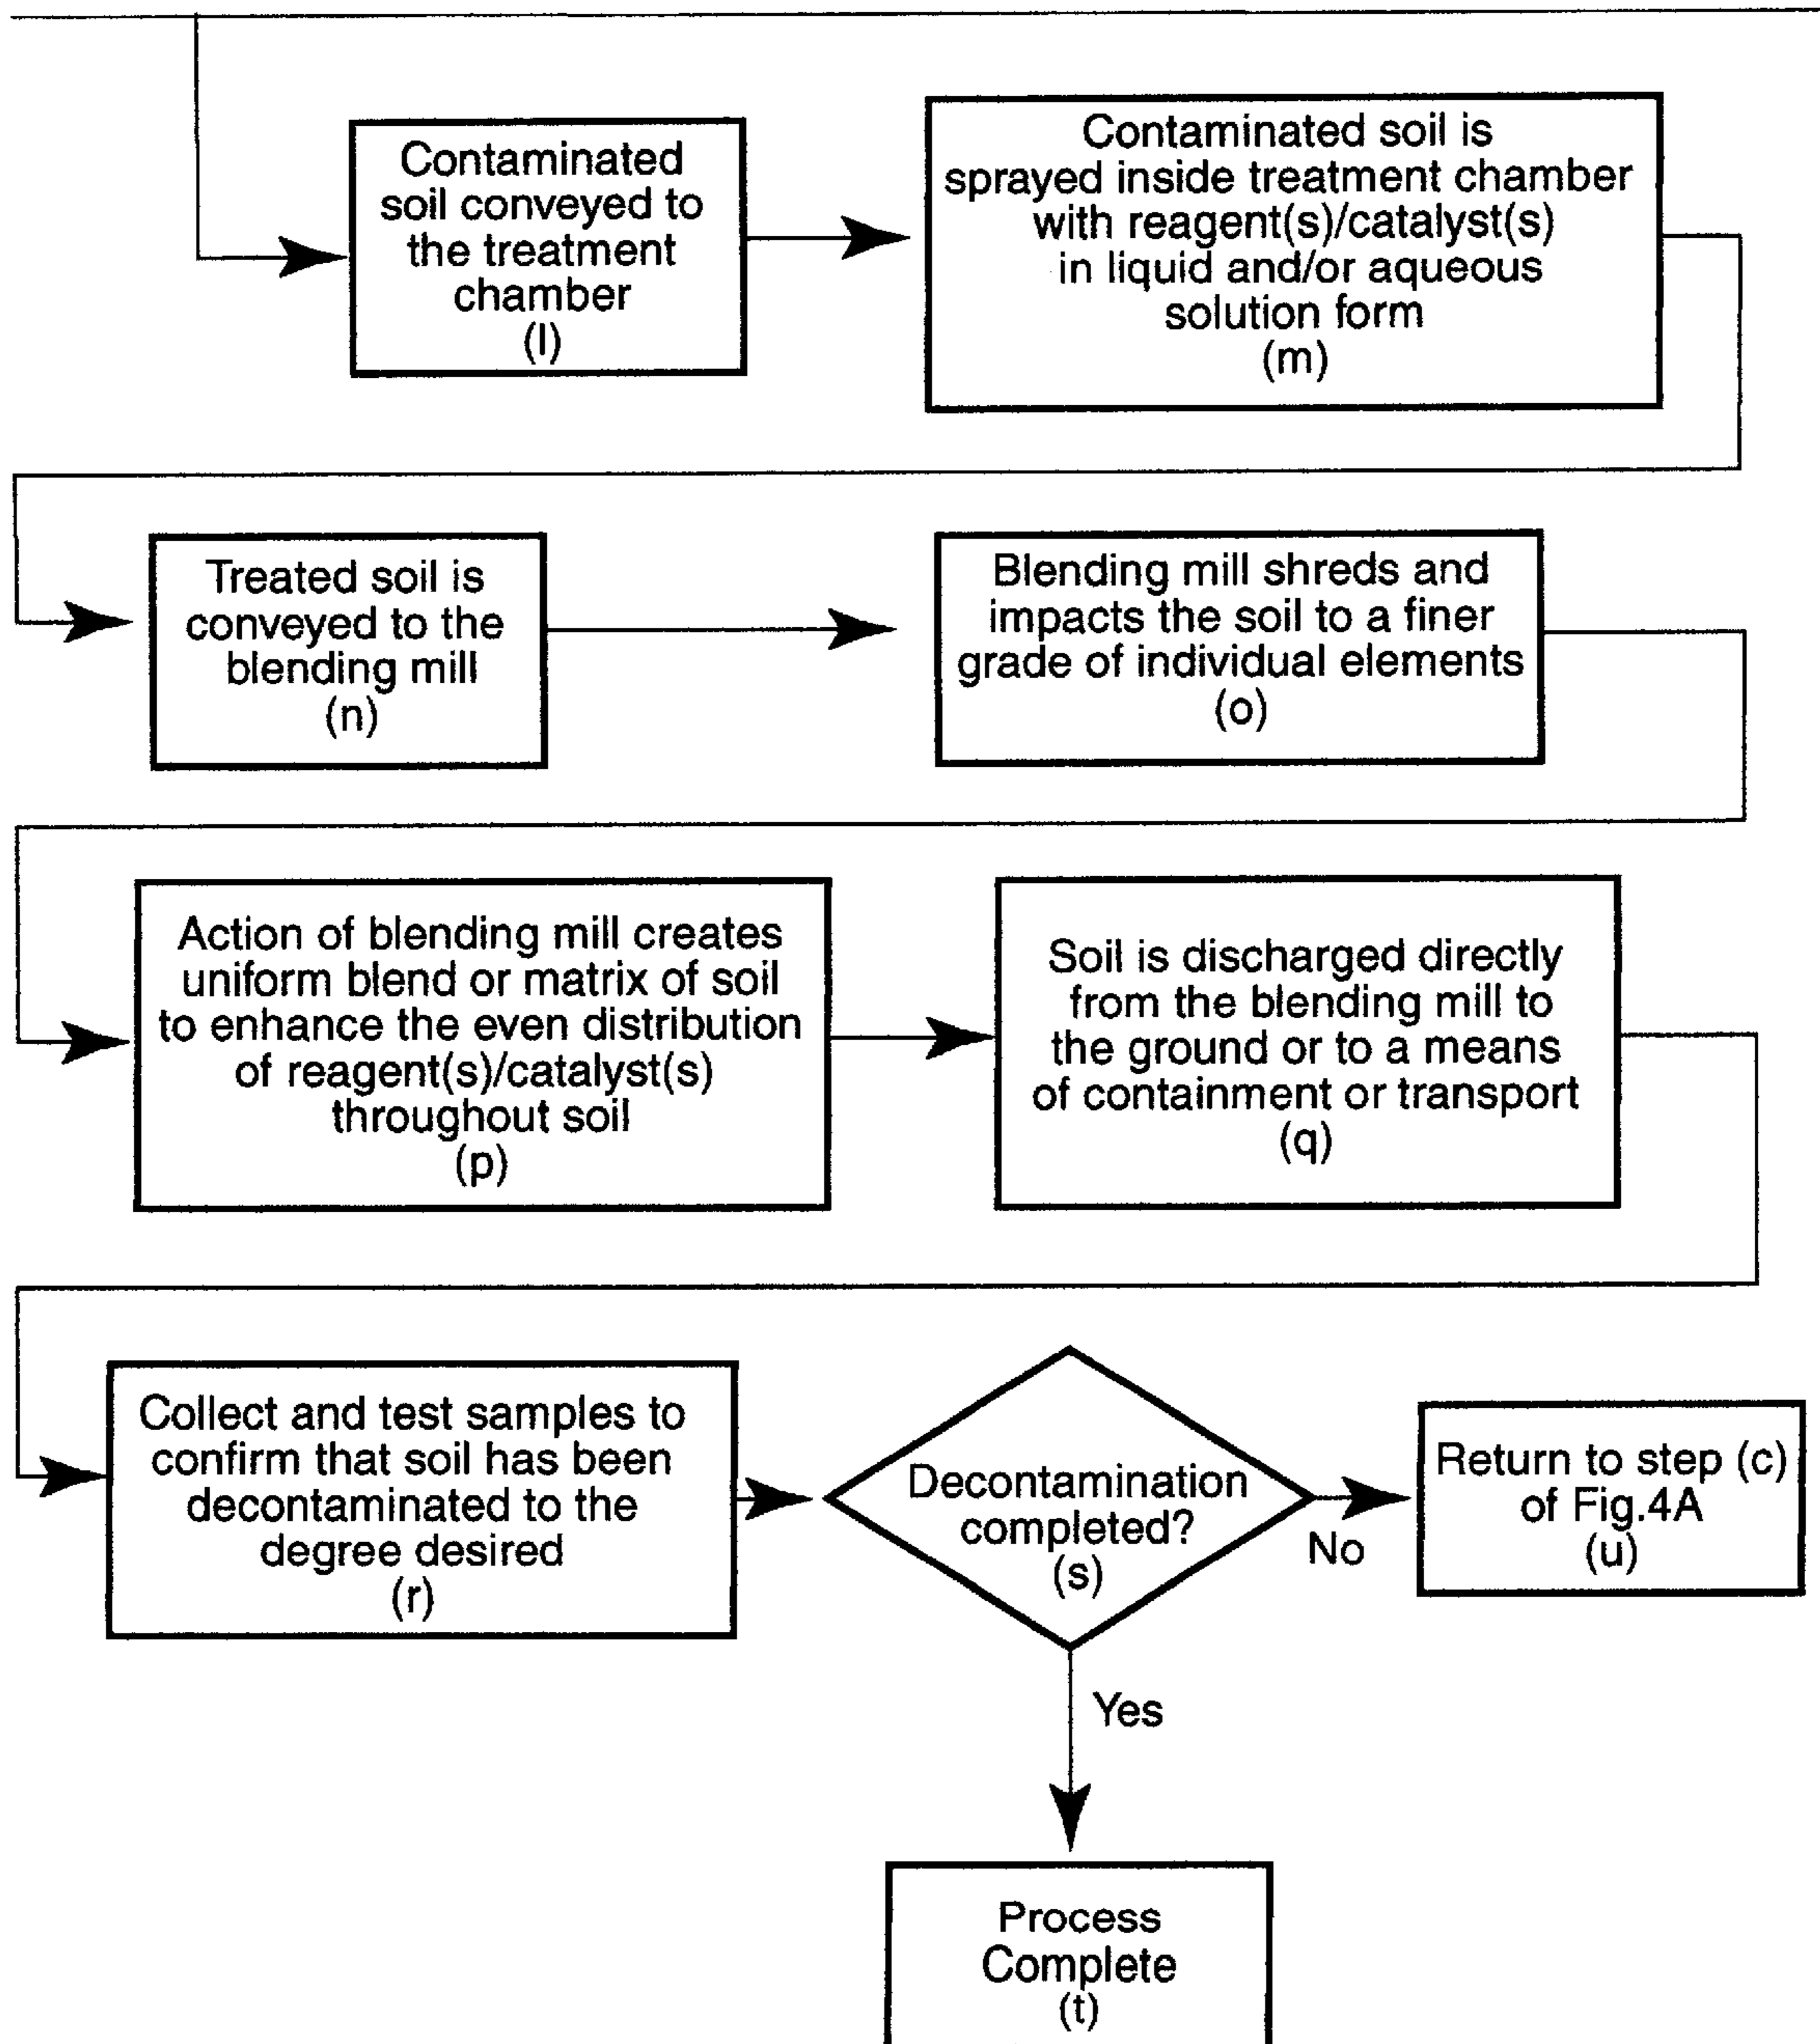 Contaminated
soil conveyed to
the treatment
chamber
(l)
Contaminated soil is
sprayed inside treatment chamber
with reagent(s)/catalyst(s)
in liquid and/or aqueous
solution form
(m)
Treated soil is
conveyed to the
blending mill
(n)
Blending mill shreds and
impacts the soil to a finer
grade of individual elements
(o)
Action of blending mill creates
uniform blend or matrix of soil
to enhance the even distribution
of reagent(s)/catalyst(s)
throughout soil
(p)
Soil is discharged directly
from the blending mill to
the ground or to a means
of containment or transport
(q)
Collect and test samples to
confirm that soil has been
decontaminated to the
degree desired
(r)
Decontamination
completed?
(s)
No
Return to step (c)
of Fig.4A
(u)
Yes
Process
Complete
(t)